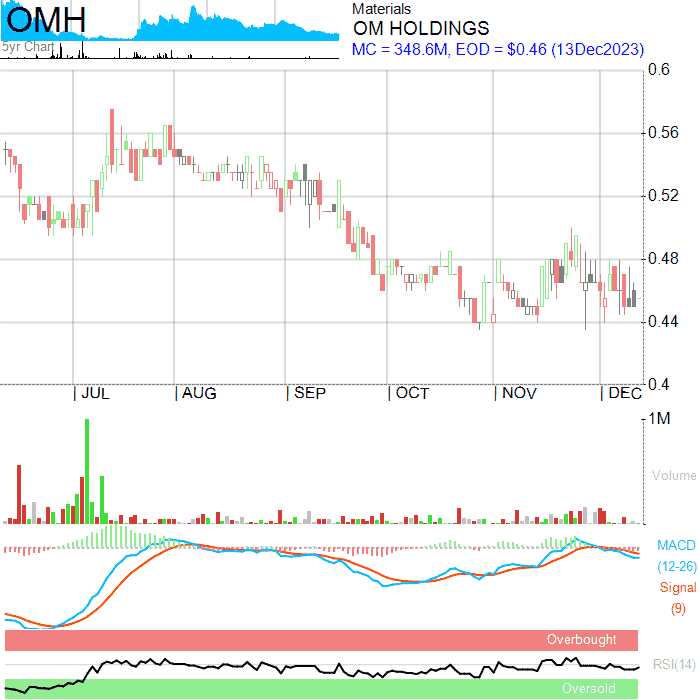 OMH
5yr Chart
Materials
OM HOLDINGS
MC = 348.6M, EOD = $0.46 (13Dec2023)
0.6
0.56
0.52
0.48
0.44
0.4
JUL AUG SEP OCT NOV DEC
1M
Volume
MACD
(12-26)
Signal
(9)
Overbought
RSI(14)
Oversold